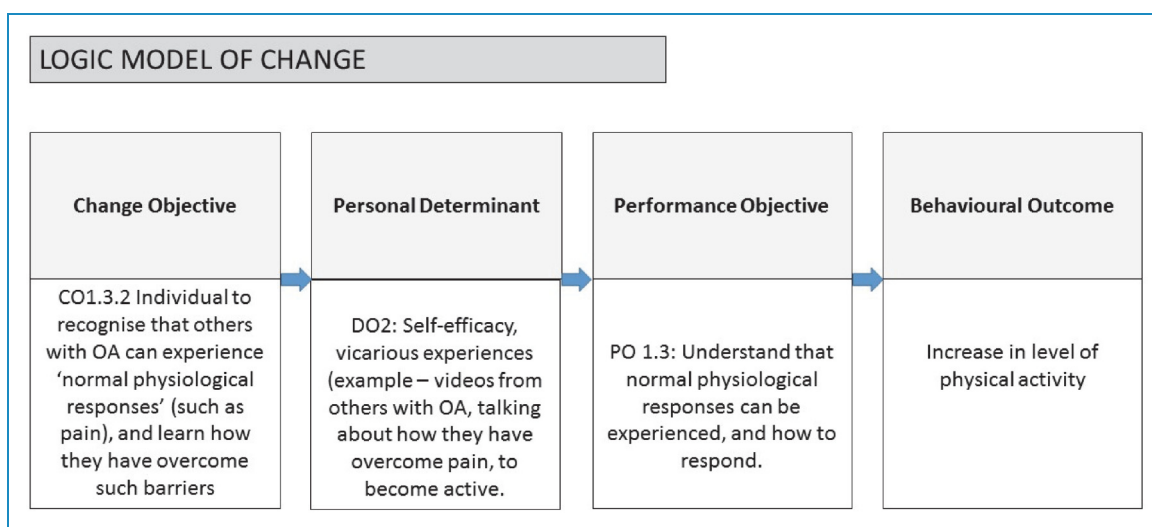 LOGIC MODEL OF CHANGE
Change Objective
CO1.3.2 Individual to
recognise that others
with OA can experience
‘normal physiological
responses’ (such as
pain), and learn how
they have overcome
such barriers
Personal Determinant
DO2: Self-efficacy,
vicarious experiences
(example – videos from
others with OA, talking
about how they have
overcome pain, to
become active.
Performance Objective
PO 1.3: Understand that
normal physiological
responses can be
experienced, and how to
respond.
Behavioural Outcome
Increase in level of
physical activity